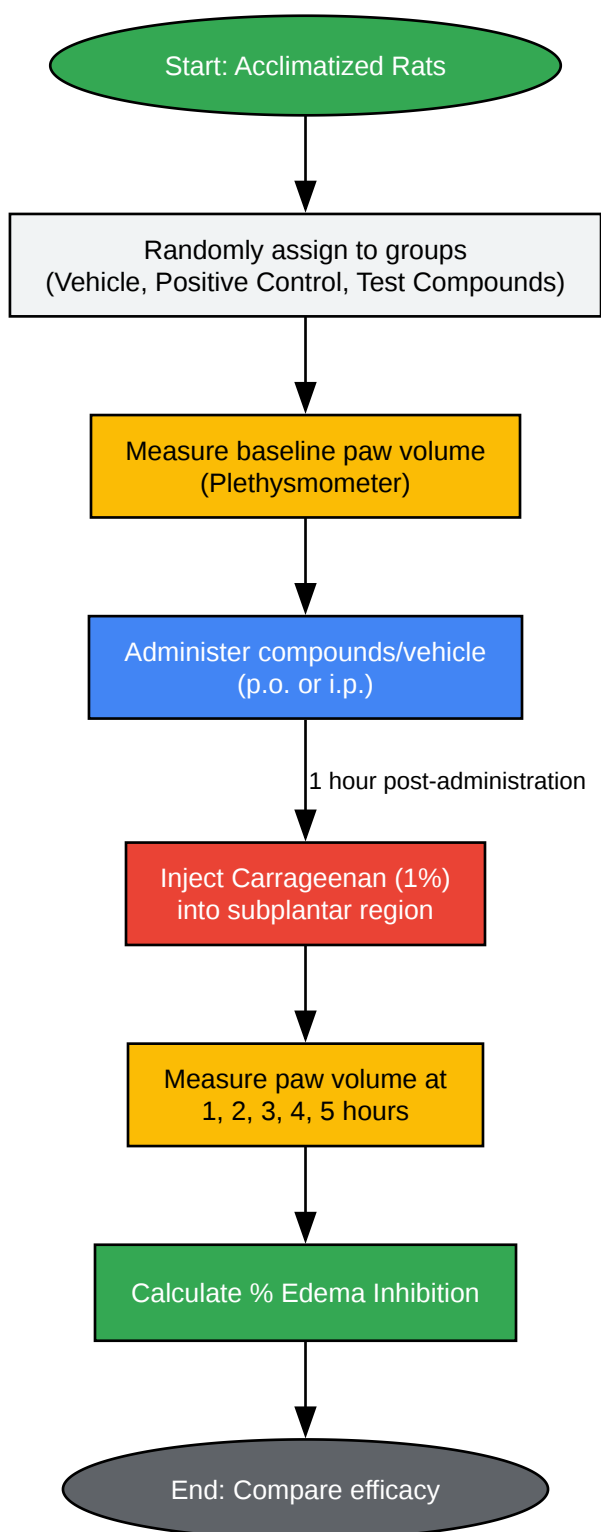 Start: Acclimatized Rats
Randomly assign to groups
(Vehicle, Positive Control, Test Compounds)
Measure baseline paw volume
(Plethysmometer)
Administer compounds/vehicle
(p.o. or i.p.)
1 hour post-administration
Inject Carrageenan (1%)
into subplantar region
Measure paw volume at
1, 2, 3, 4, 5 hours
Calculate % Edema Inhibition
End: Compare efficacy